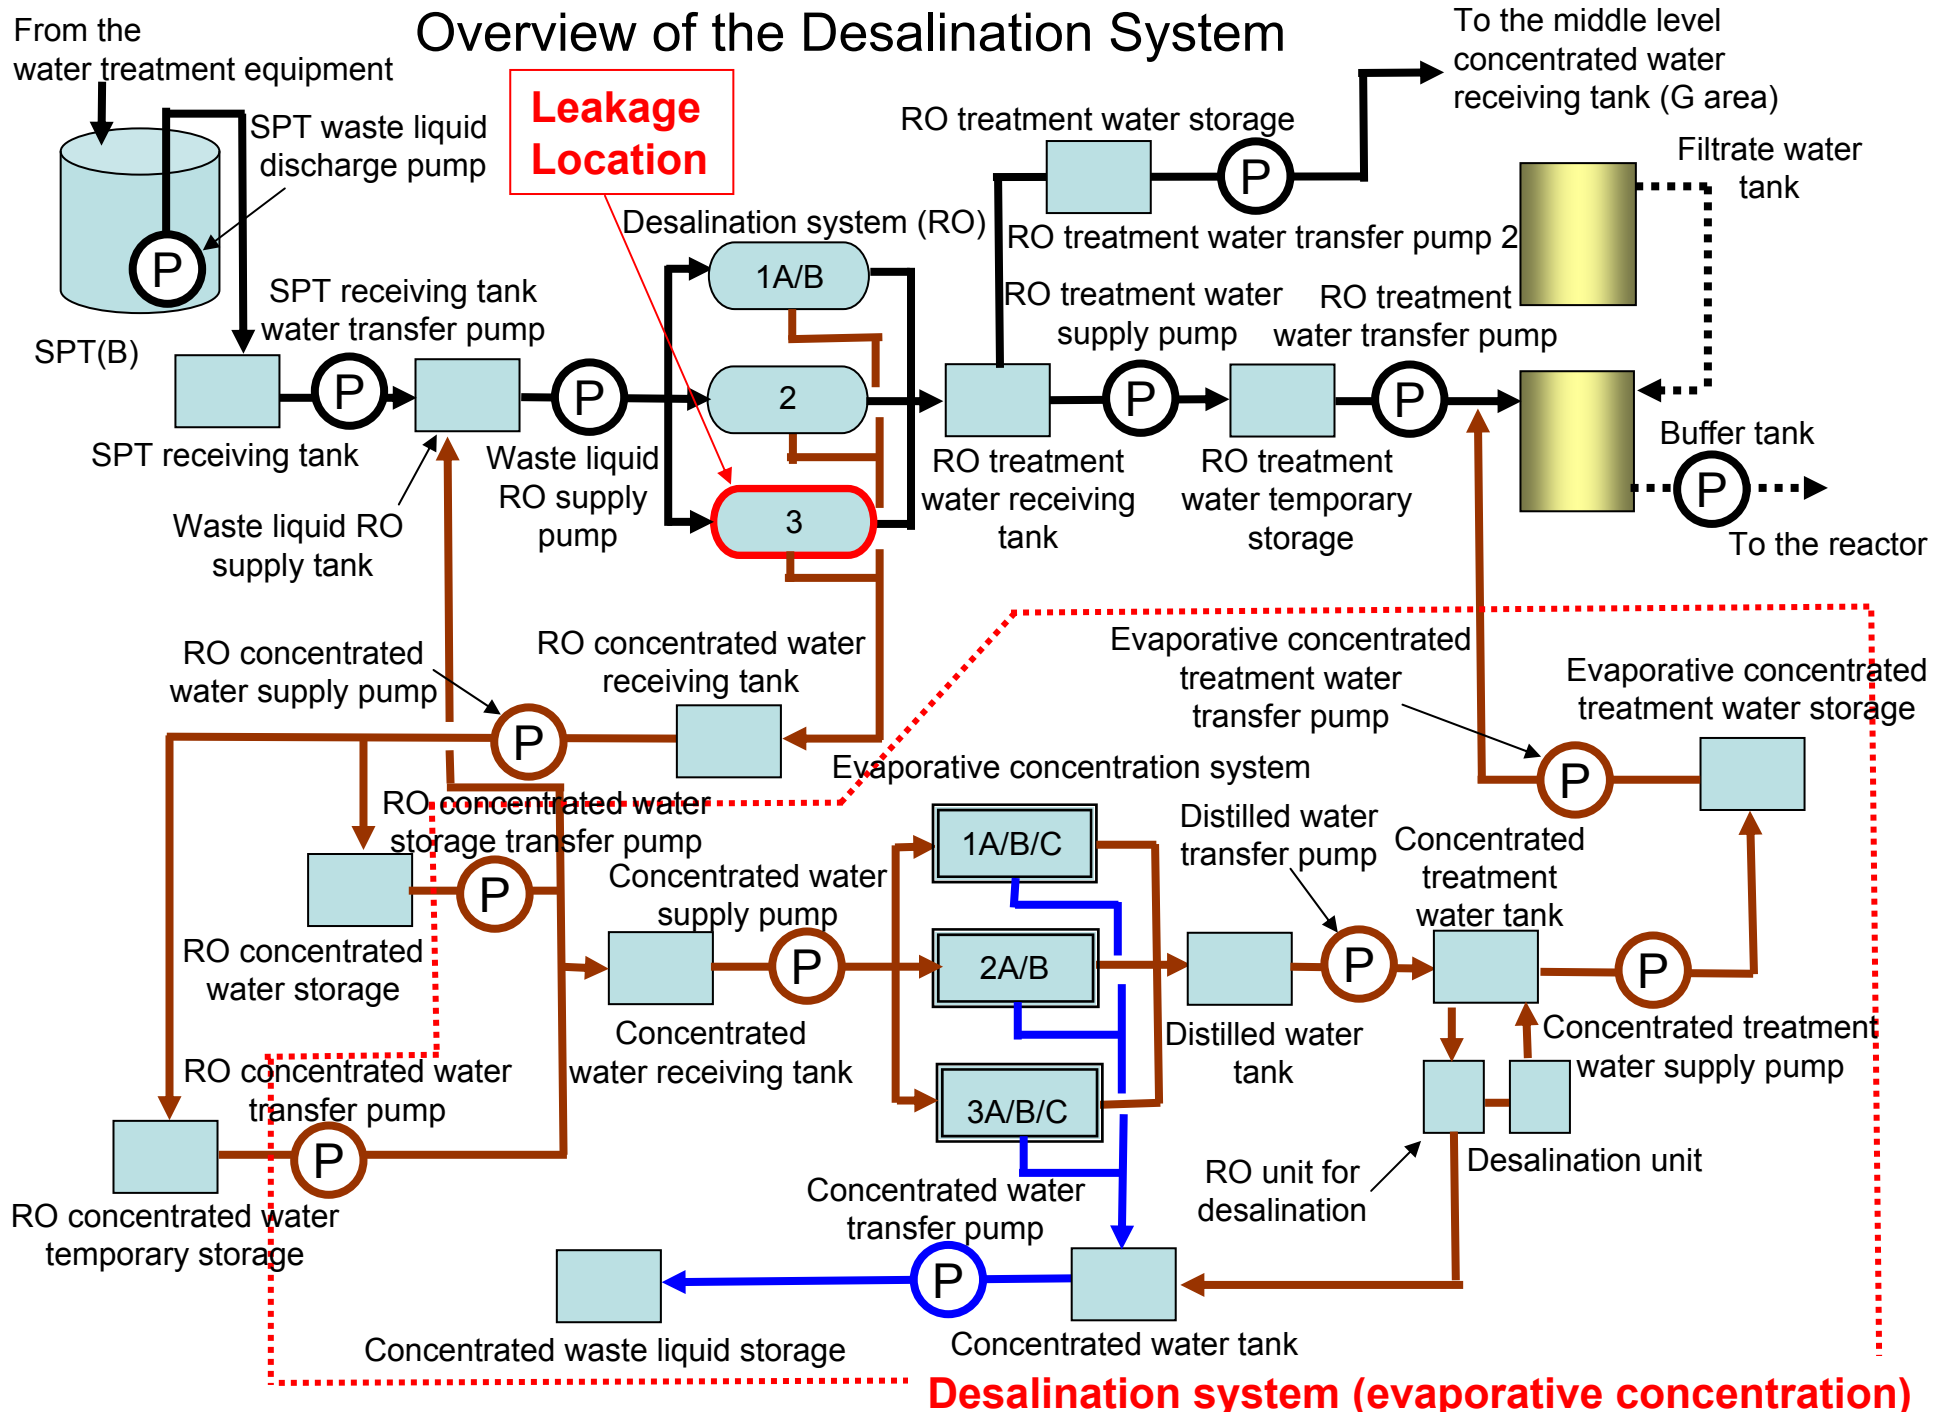 Overview of the Desalination System
From the
water treatment equipment
SPT waste liquid
discharge pump
P
SPT(B)
Leakage
Location
To the middle level
concentrated water
receiving tank (G area)
RO treatment water storage
P
RO treatment water transfer pump 2
Filtrate water
tank
Desalination system (RO)
1A/B
2
3
SPT receiving tank
water transfer pump
P
SPT receiving tank
Waste liquid RO
supply tank
P
Waste liquid
RO supply
pump
RO treatment water
supply pump
P
RO treatment
water transfer pump
P
RO treatment
water receiving
tank
RO treatment
water temporary
storage
Buffer tank
P
To the reactor
RO concentrated
water supply pump
P
RO concentrated water
receiving tank
Evaporative concentrated
treatment water
transfer pump
P
Evaporative concentrated
treatment water storage
Evaporative concentration system
RO concentrated water
storage transfer pump
P
RO concentrated
water storage
Concentrated water
supply pump
P
Concentrated
water receiving tank
1A/B/C
2A/B
3A/B/C
Distilled water
transfer pump
P
Distilled water
tank
Concentrated
treatment
water tank
P
Concentrated treatment
water supply pump
RO concentrated water
transfer pump
P
RO concentrated water
temporary storage
RO unit for
desalination
Desalination unit
Concentrated water
transfer pump
P
Concentrated waste liquid storage
Concentrated water tank
Desalination system (evaporative concentration)